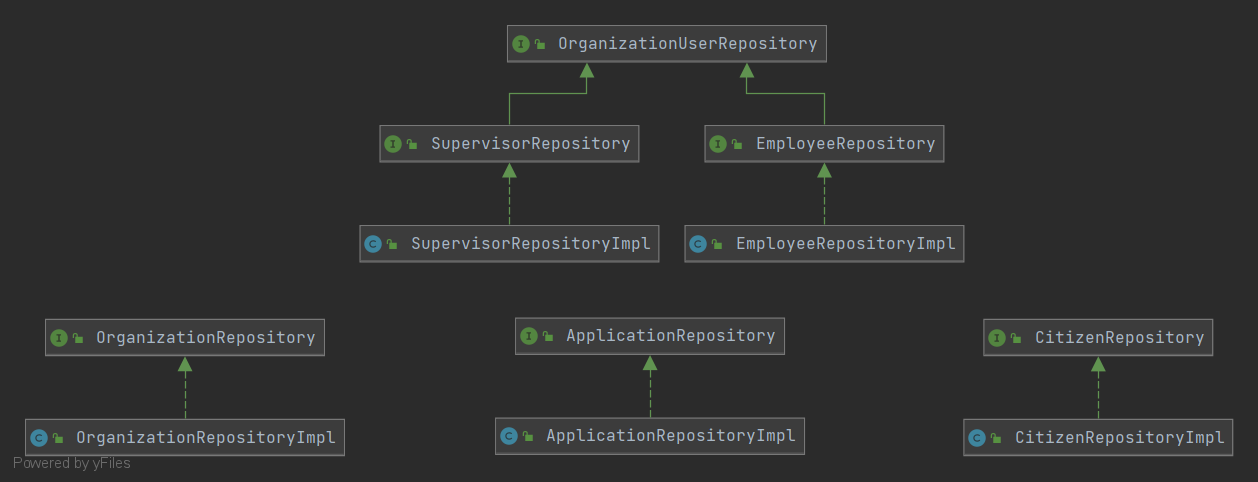 I OrganizationUserRepository
I SupervisorRepository
I EmployeeRepository
C SupervisorRepositoryImpl
C EmployeeRepositoryImpl
I OrganizationRepository
I ApplicationRepository
I CitizenRepository
C OrganizationRepositoryImpl
C ApplicationRepositoryImpl
C CitizenRepositoryImpl
Powered by yFiles